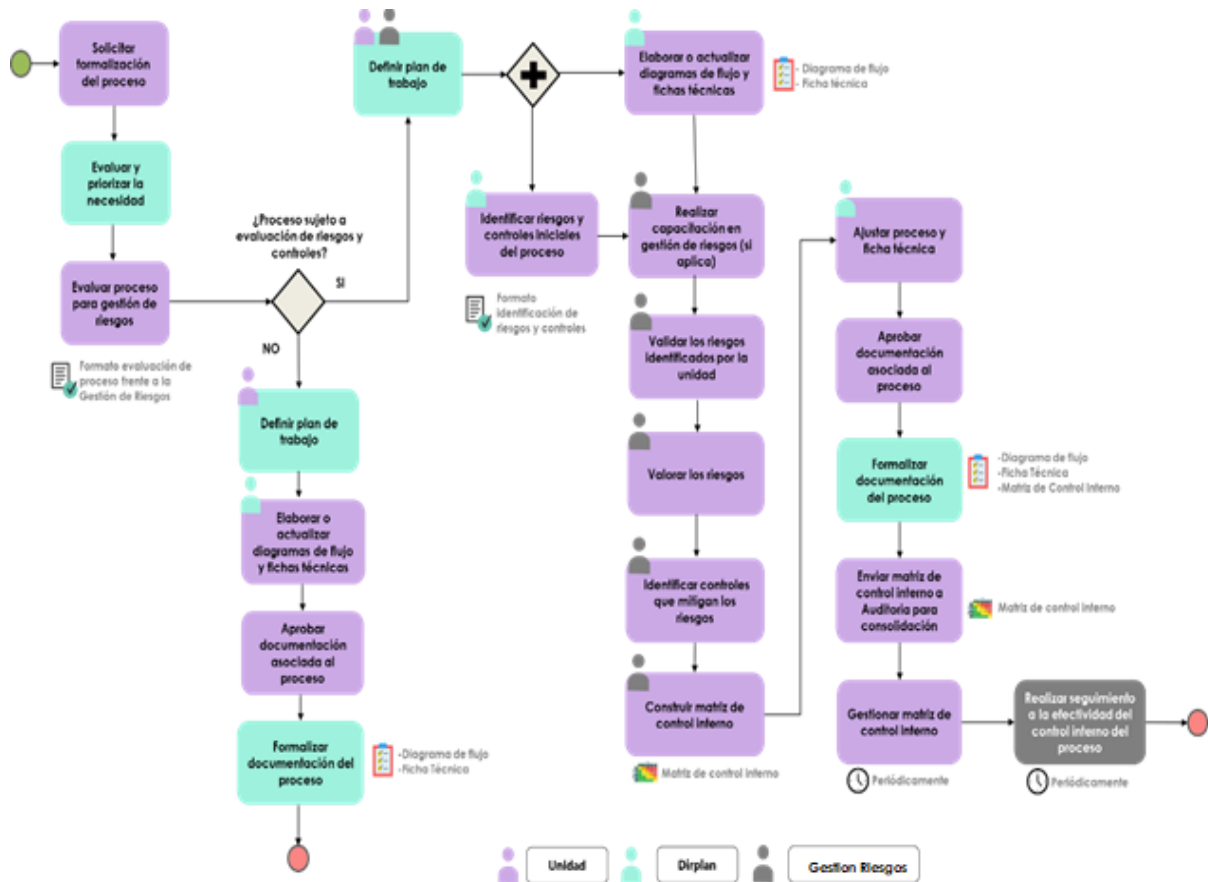 Solicitar
formalización
del proceso
Evaluar y
priorizar la
necesidad
Evaluar proceso
para gestión de
riesgos
Formato evaluación de
proceso frente a la
Gestión de Riesgos
¿Proceso sujeto a
evaluación de riesgos y
controles?
SI
NO
Definir plan de
trabajo
Elaborar o
actualizar
diagramas de flujo
y fichas técnicas
Aprobar
documentación
asociada al
proceso
Formalizar
documentación del
proceso
-Diagrama de flujo
-Ficha Técnica
Definir plan de
trabajo
Elaborar o actualizar
diagramas de flujo y
fichas técnicas
- Diagrama de flujo
- Ficha técnica
Identificar riesgos y
controles iniciales
del proceso
Formato
identificación de
riesgos y controles
Realizar
capacitación en
gestión de riesgos (si
aplica)
Validar los riesgos
identificados por la
unidad
Valorar los riesgos
Identificar controles
que mitigan los
riesgos
Construir matriz de
control interno
Matriz de control interno
Ajustar proceso y
ficha técnica
Aprobar
documentación
asociada al
proceso
Formalizar
documentación
del proceso
-Diagrama de flujo
-Ficha Técnica
-Matriz de Control Interno
Enviar matriz de
control interno a
Auditoria para
consolidación
Matriz de control interno
Gestionar matriz de
control interno
Periódicamente
Realizar seguimiento
a la efectividad del
control interno del
proceso
Periódicamente
Unidad
Dirplan
Gestion Riesgos